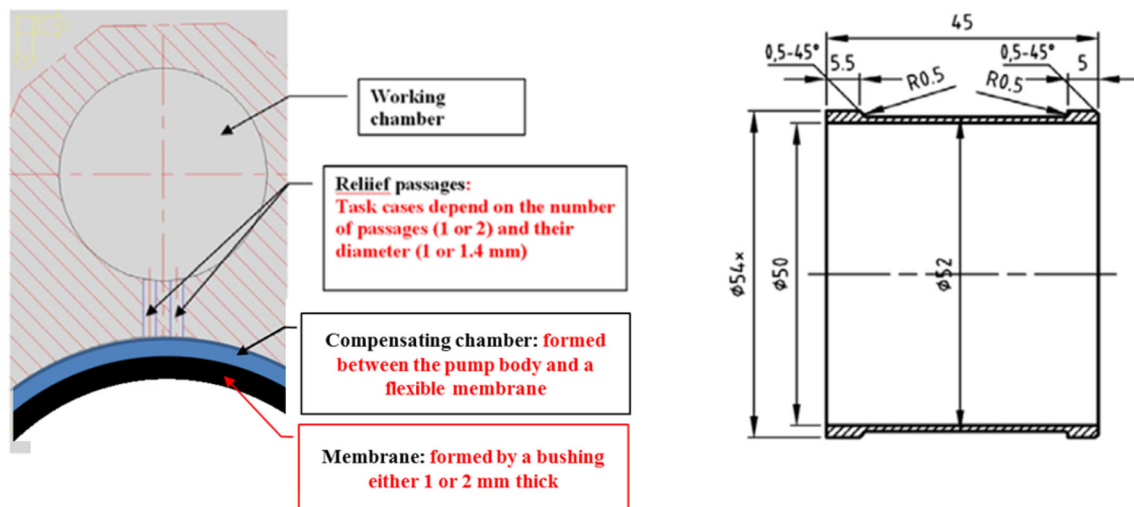 Working
chamber
Reliief passages:
Task cases depend on the number
of passages (1 or 2) and their
diameter (1 or 1.4 mm)
Compensating chamber: formed
between the pump body and a
flexible membrane
Membrane: formed by a bushing
either 1 or 2 mm thick
45
0,5-45°
5.5
R0.5
R0.5
0,5-45°
5
ϕ54×
ϕ50
ϕ52